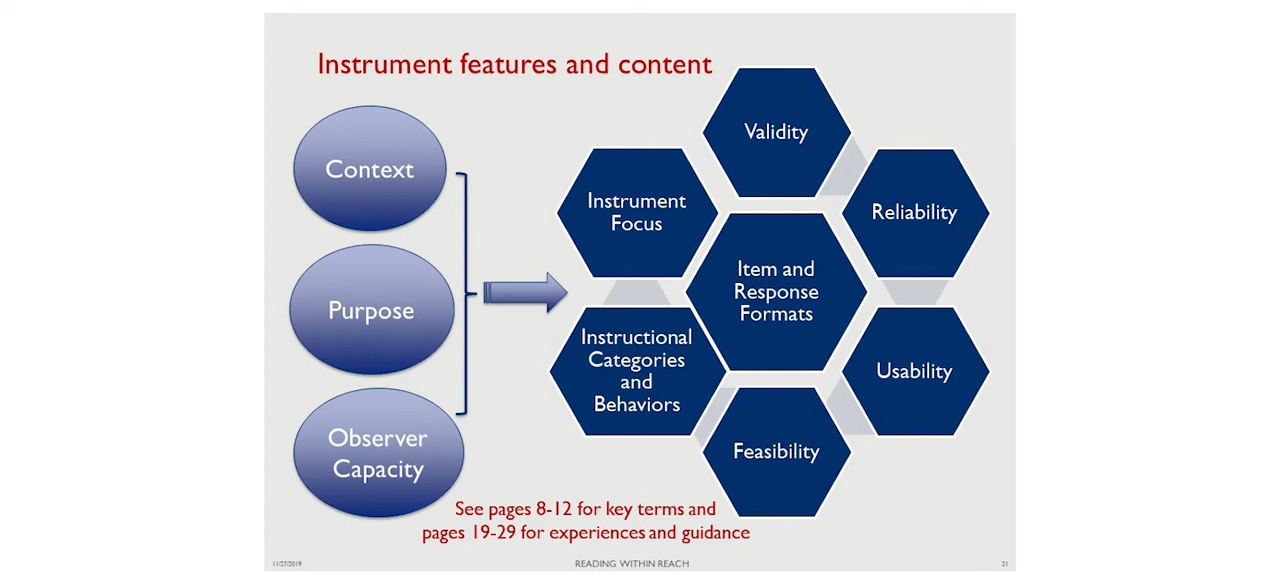 Instrument features and content
Context
Purpose
Observer
Capacity
Validity
Instrument
Focus
Reliability
Item and
Response
Formats
Instructional
Categories
and
Behaviors
Usability
Feasibility
See pages 8-12 for key terms and
pages 19-29 for experiences and guidance
11/27/2019
READING WITHIN REACH
21